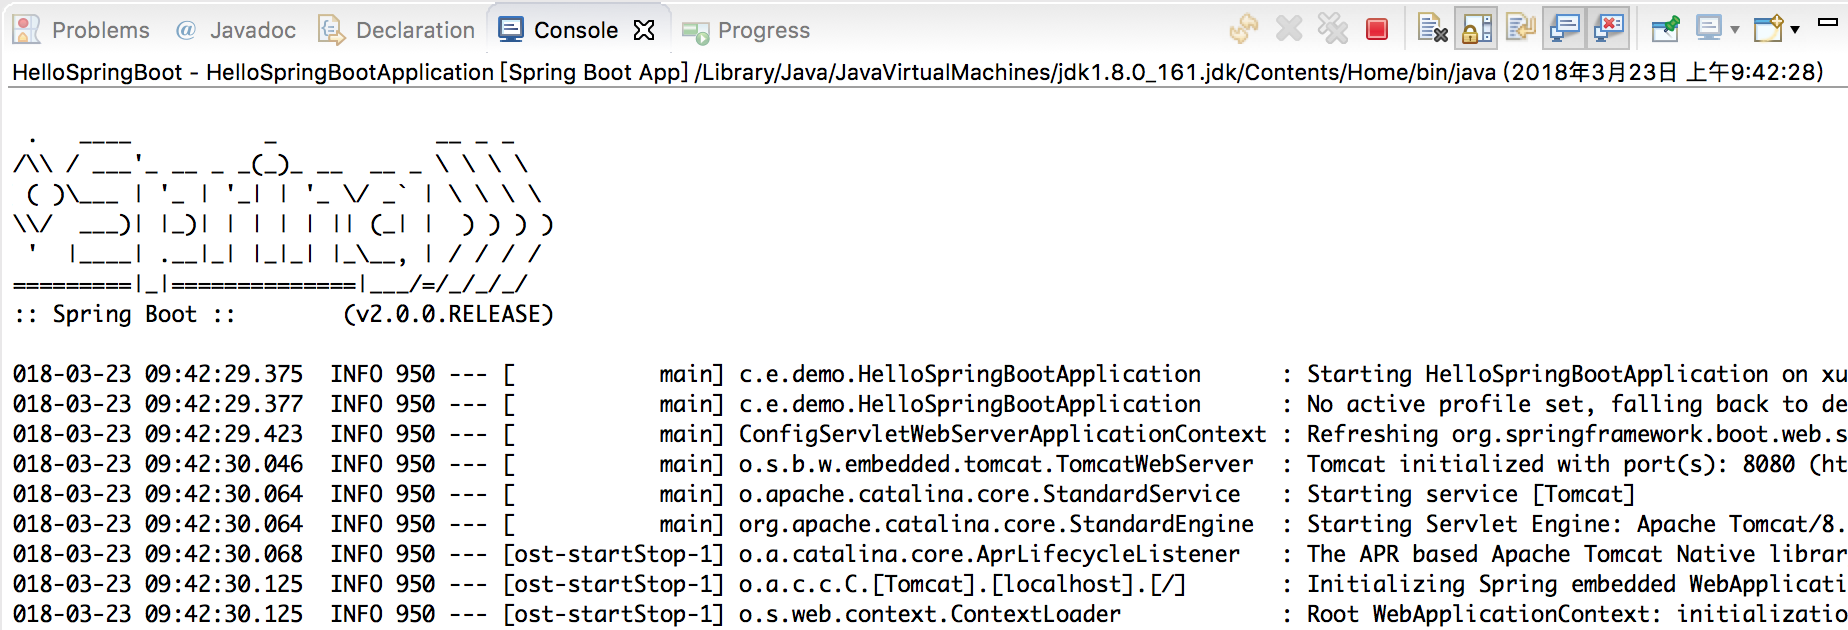 Problems @ Javadoc Declaration Console Progress
HelloSpringBoot - HelloSpringBootApplication [Spring Boot App] /Library/Java/JavaVirtualMachines/jdk1.8.0_161.jdk/Contents/Home/bin/java (2018年3月23日 上午9:42:28)
  .   ____          _            __ _ _
/\\ / ___'_ __ _ _(_)_ __  __ _ \ \ \ \
 ( )\___ | '_ | '_| | '_ \/ _` | \ \ \ \
\\/  ___)| |_)| | | | | || (_| |  ) ) ) )
 '  |____| .__|_| |_|_| |_\__, | / / / /
=========|_|==============|___/=/_/_/_/
:: Spring Boot ::        (v2.0.0.RELEASE)
018-03-23 09:42:29.375  INFO 950 --- [           main] c.e.demo.HelloSpringBootApplication      : Starting HelloSpringBootApplication on xu
018-03-23 09:42:29.377  INFO 950 --- [           main] c.e.demo.HelloSpringBootApplication      : No active profile set, falling back to de
018-03-23 09:42:29.423  INFO 950 --- [           main] ConfigServletWebServerApplicationContext : Refreshing org.springframework.boot.web.s
018-03-23 09:42:30.046  INFO 950 --- [           main] o.s.b.w.embedded.tomcat.TomcatWebServer  : Tomcat initialized with port(s): 8080 (ht
018-03-23 09:42:30.064  INFO 950 --- [           main] o.apache.catalina.core.StandardService   : Starting service [Tomcat]
018-03-23 09:42:30.064  INFO 950 --- [           main] org.apache.catalina.core.StandardEngine  : Starting Servlet Engine: Apache Tomcat/8.
018-03-23 09:42:30.068  INFO 950 --- [ost-startStop-1] o.a.catalina.core.AprLifecycleListener   : The APR based Apache Tomcat Native librar
018-03-23 09:42:30.125  INFO 950 --- [ost-startStop-1] o.a.c.c.C.[Tomcat].[localhost].[/]       : Initializing Spring embedded WebApplicati
018-03-23 09:42:30.125  INFO 950 --- [ost-startStop-1] o.s.web.context.ContextLoader            : Root WebApplicationContext: initializatio